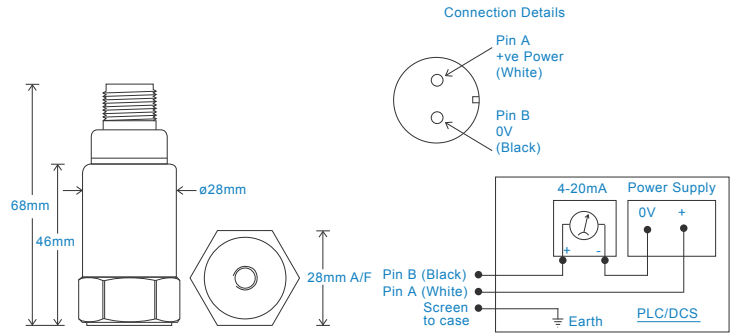 Connection Details
Pin A
+ve Power
(White)
Pin B
0V
(Black)
68mm
46mm
ø28mm
28mm A/F
4-20mA
Power Supply
0V +
+ -
Pin B (Black)
Pin A (White)
Screen
to case
Earth
PLC/DCS